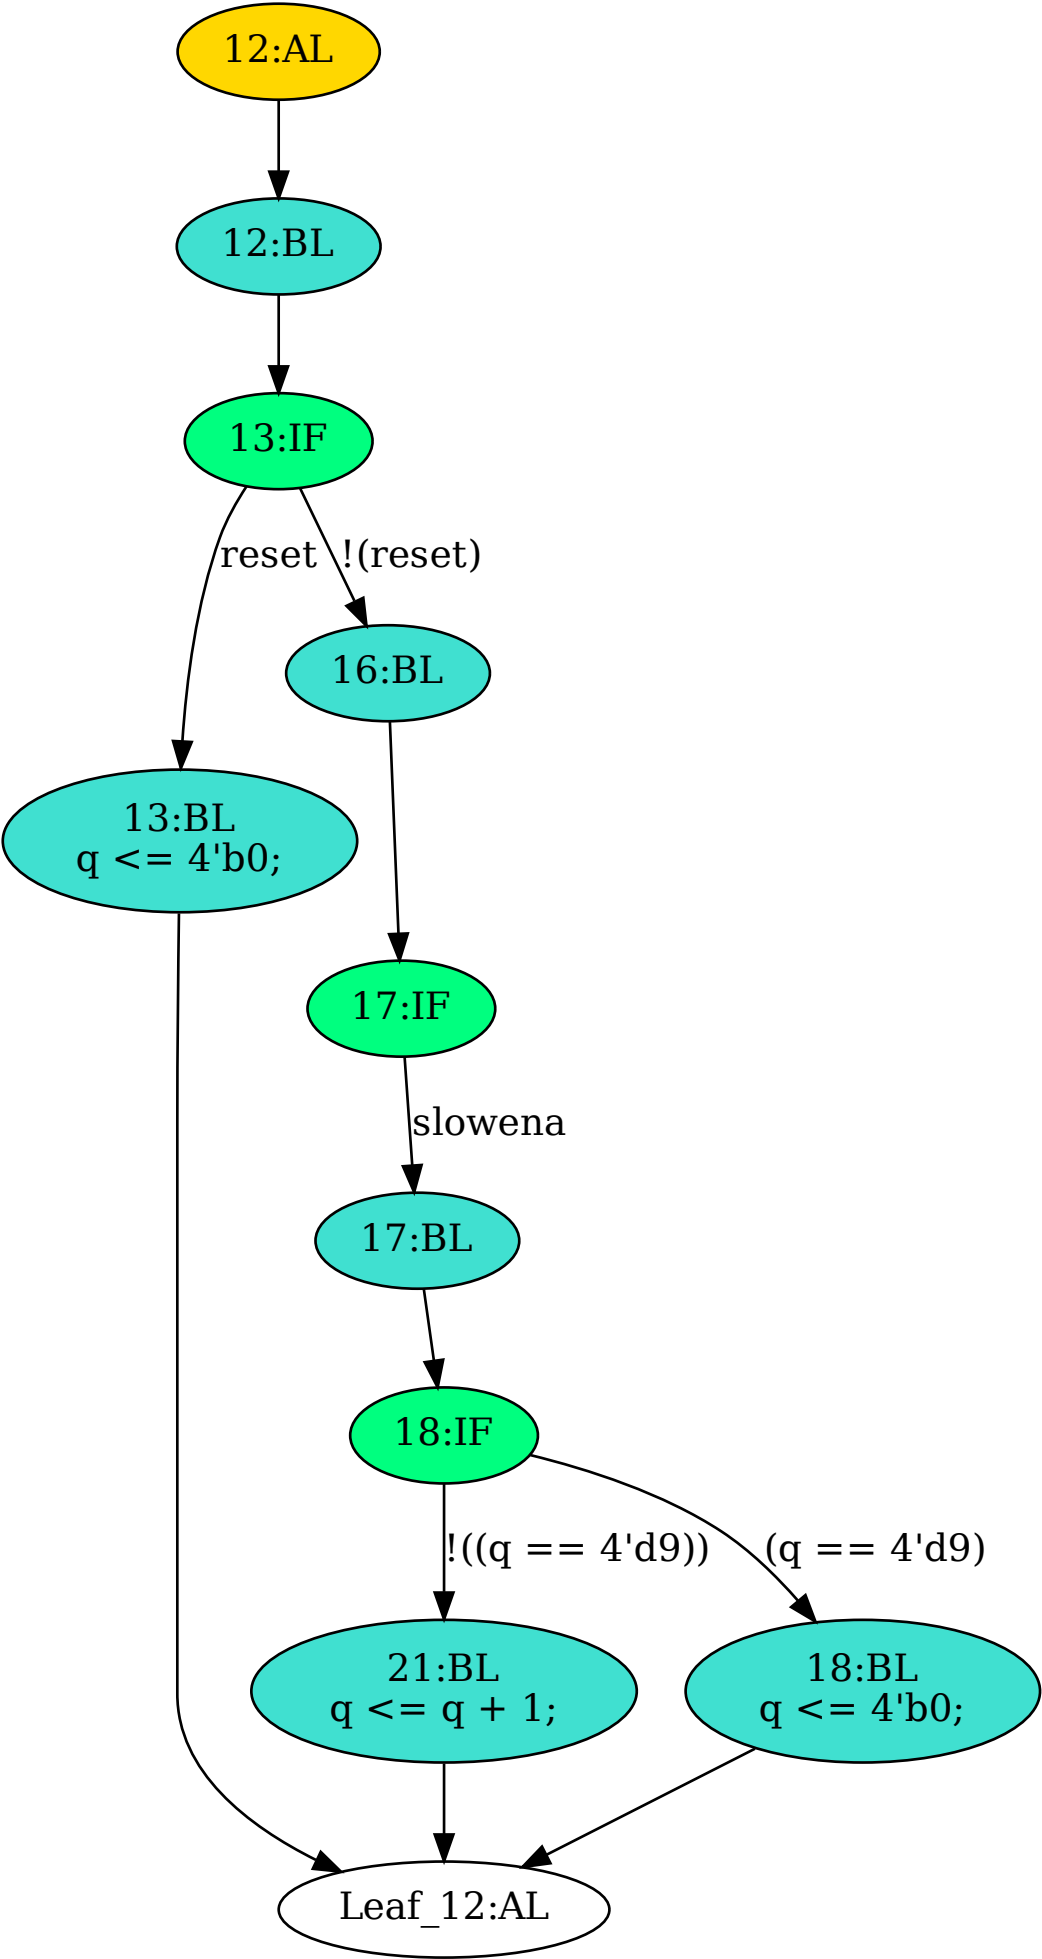 12:AL
12:BL
13:IF
reset
!(reset)
16:BL
13:BL
q <= 4'b0;
17:IF
slowena
17:BL
18:IF
!((q == 4'd9))
(q == 4'd9)
21:BL
q <= q + 1;
18:BL
q <= 4'b0;
Leaf_12:AL